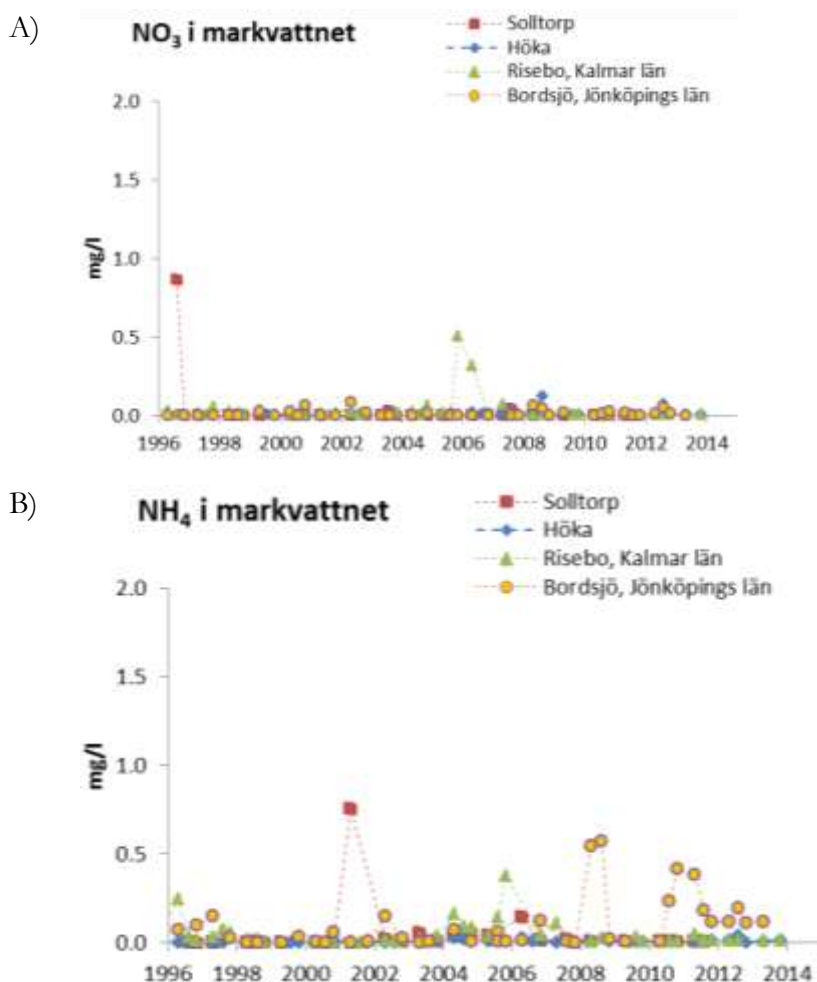 A)
NO₃ i markvattnet
Solltorp
Höka
Risebo, Kalmar län
Bordsjö, Jönköpings län
mg/l
2.0
1.5
1.0
0.5
0.0
1996 1998 2000 2002 2004 2006 2008 2010 2012 2014
B)
NH₄ i markvattnet
Solltorp
Höka
Risebo, Kalmar län
Bordsjö, Jönköpings län
mg/l
2.0
1.5
1.0
0.5
0.0
1996 1998 2000 2002 2004 2006 2008 2010 2012 2014